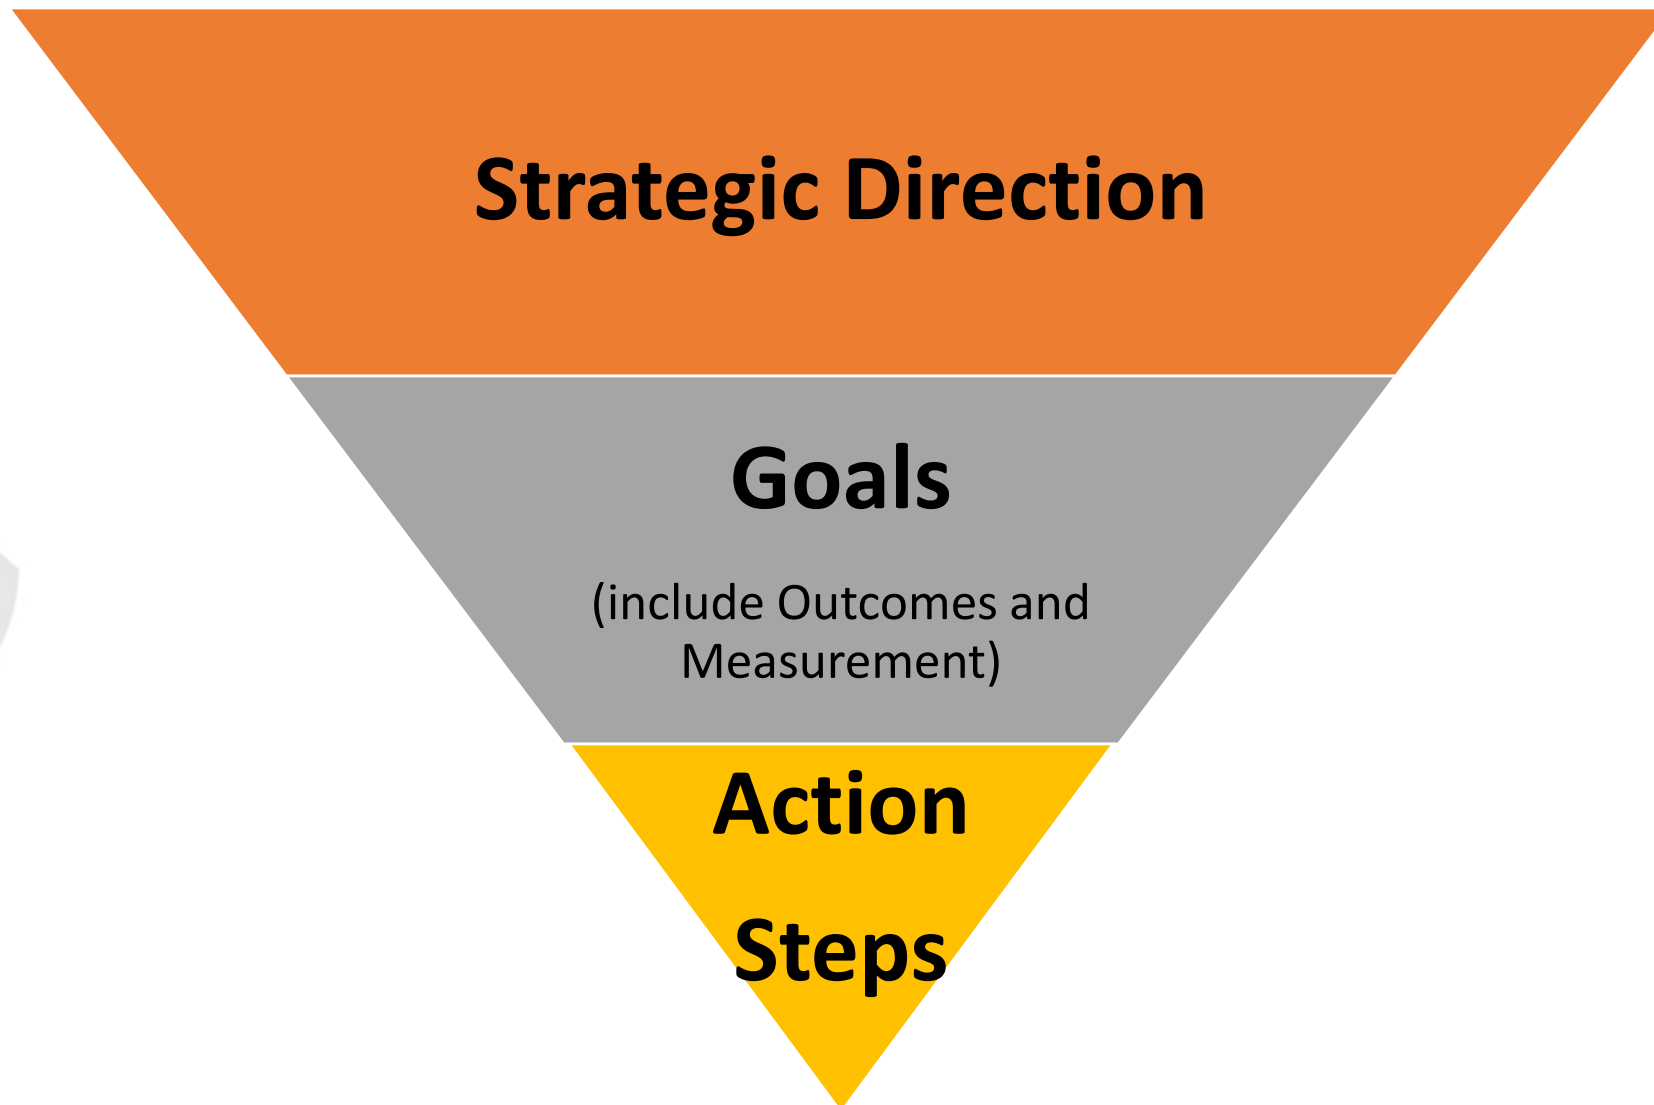 Strategic Direction
Goals
(include Outcomes and
Measurement)
Action
Steps